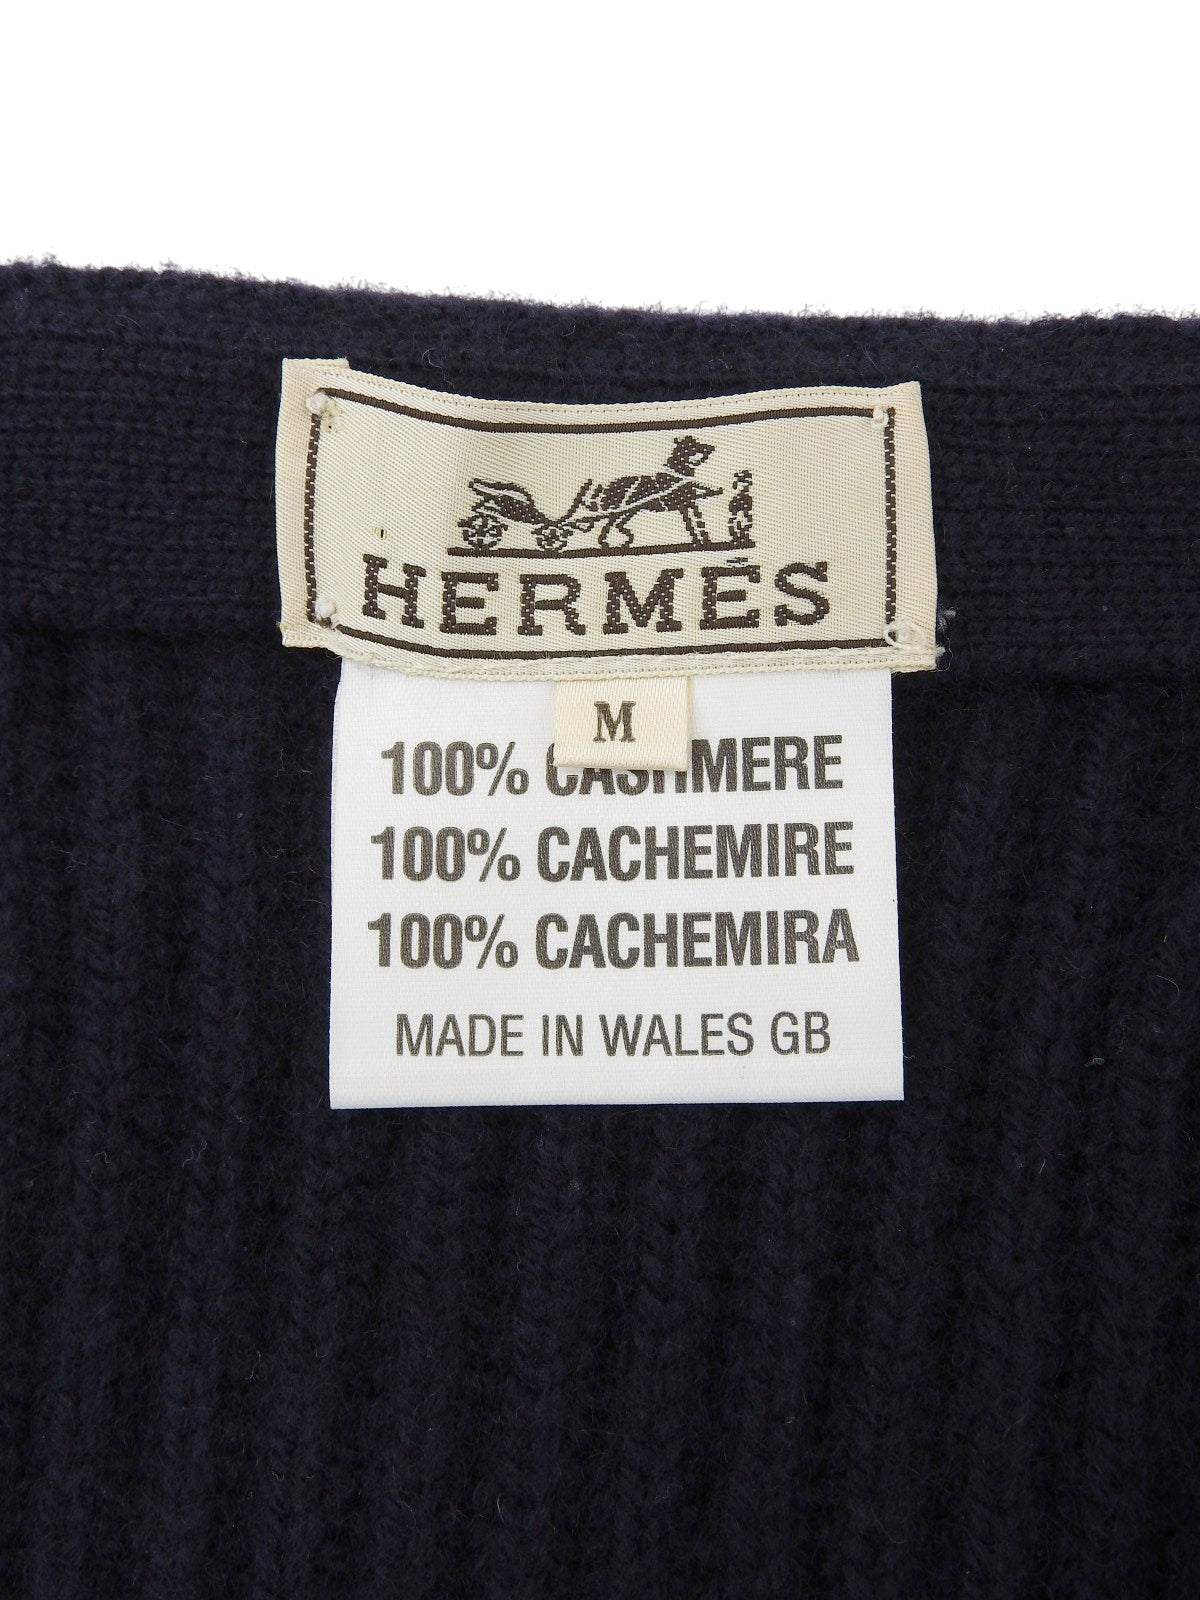 HERMÈS
M
100% CASHMERE
100% CACHEMIRE
100% CACHEMIRA
MADE IN WALES GB